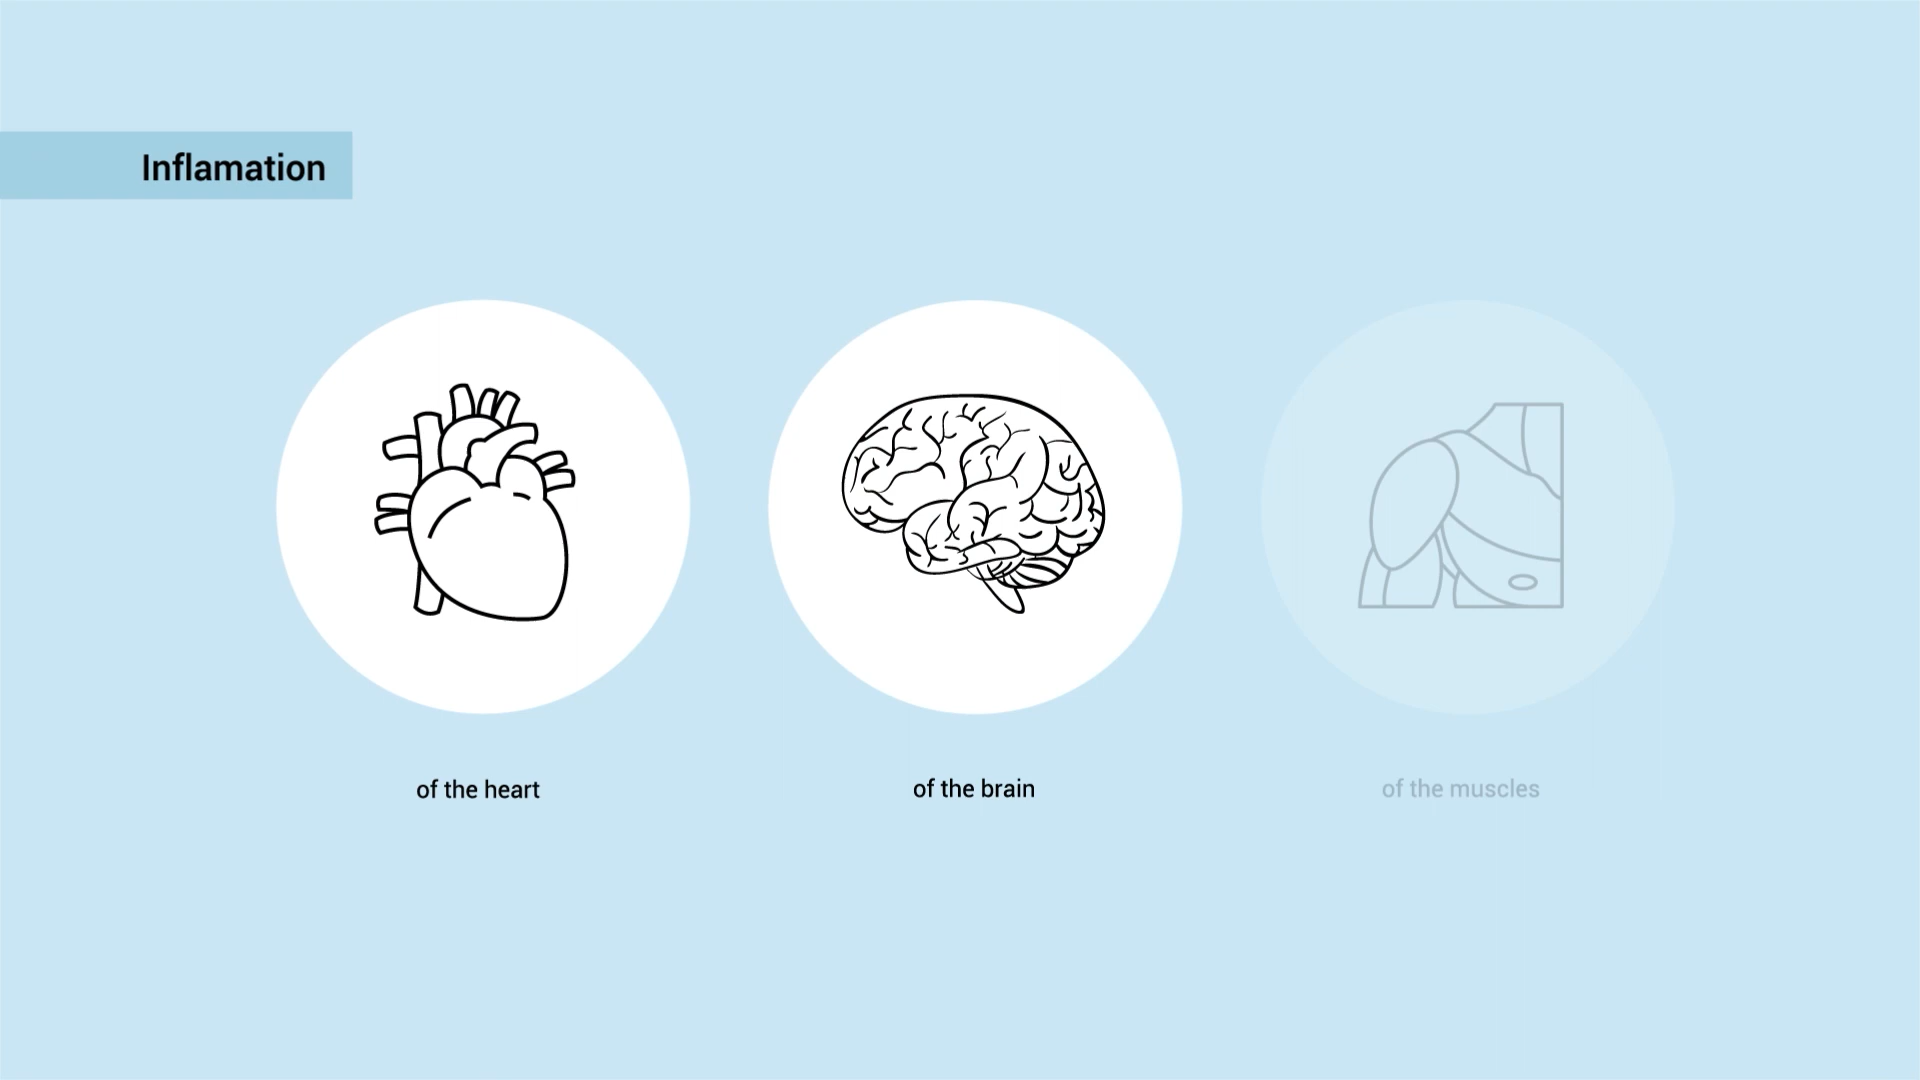 Inflamation
of the heart
of the brain
of the muscles